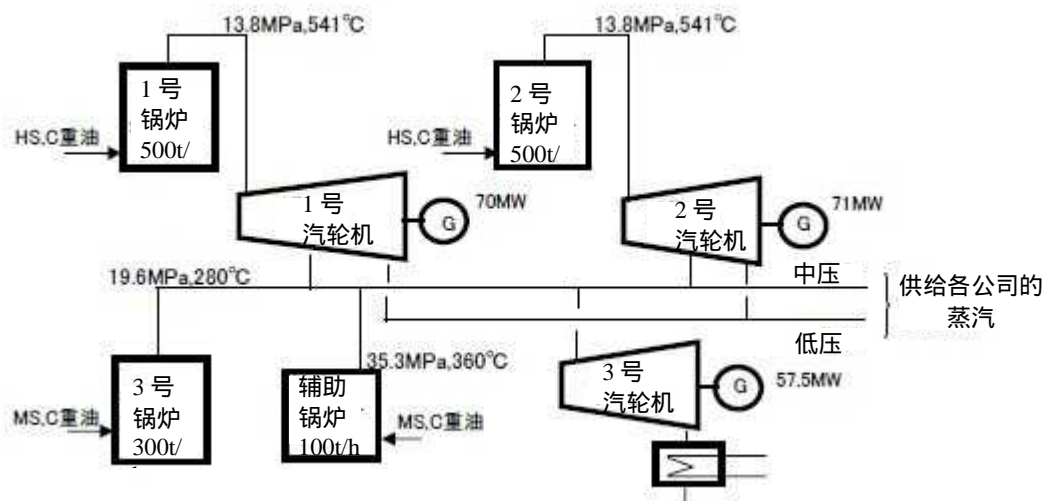 13.8MPa,541℃
13.8MPa,541℃
1 号
锅炉
500t/
2 号
锅炉
500t/
HS,C重油
HS,C重油
1 号
汽轮机
G
70MW
2 号
汽轮机
G
71MW
19.6MPa,280℃
中压
供给各公司的
蒸汽
低压
35.3MPa,360℃
3 号
锅炉
300t/
辅助
锅炉
100t/h
3 号
汽轮机
G
57.5MW
MS,C重油
MS,C重油